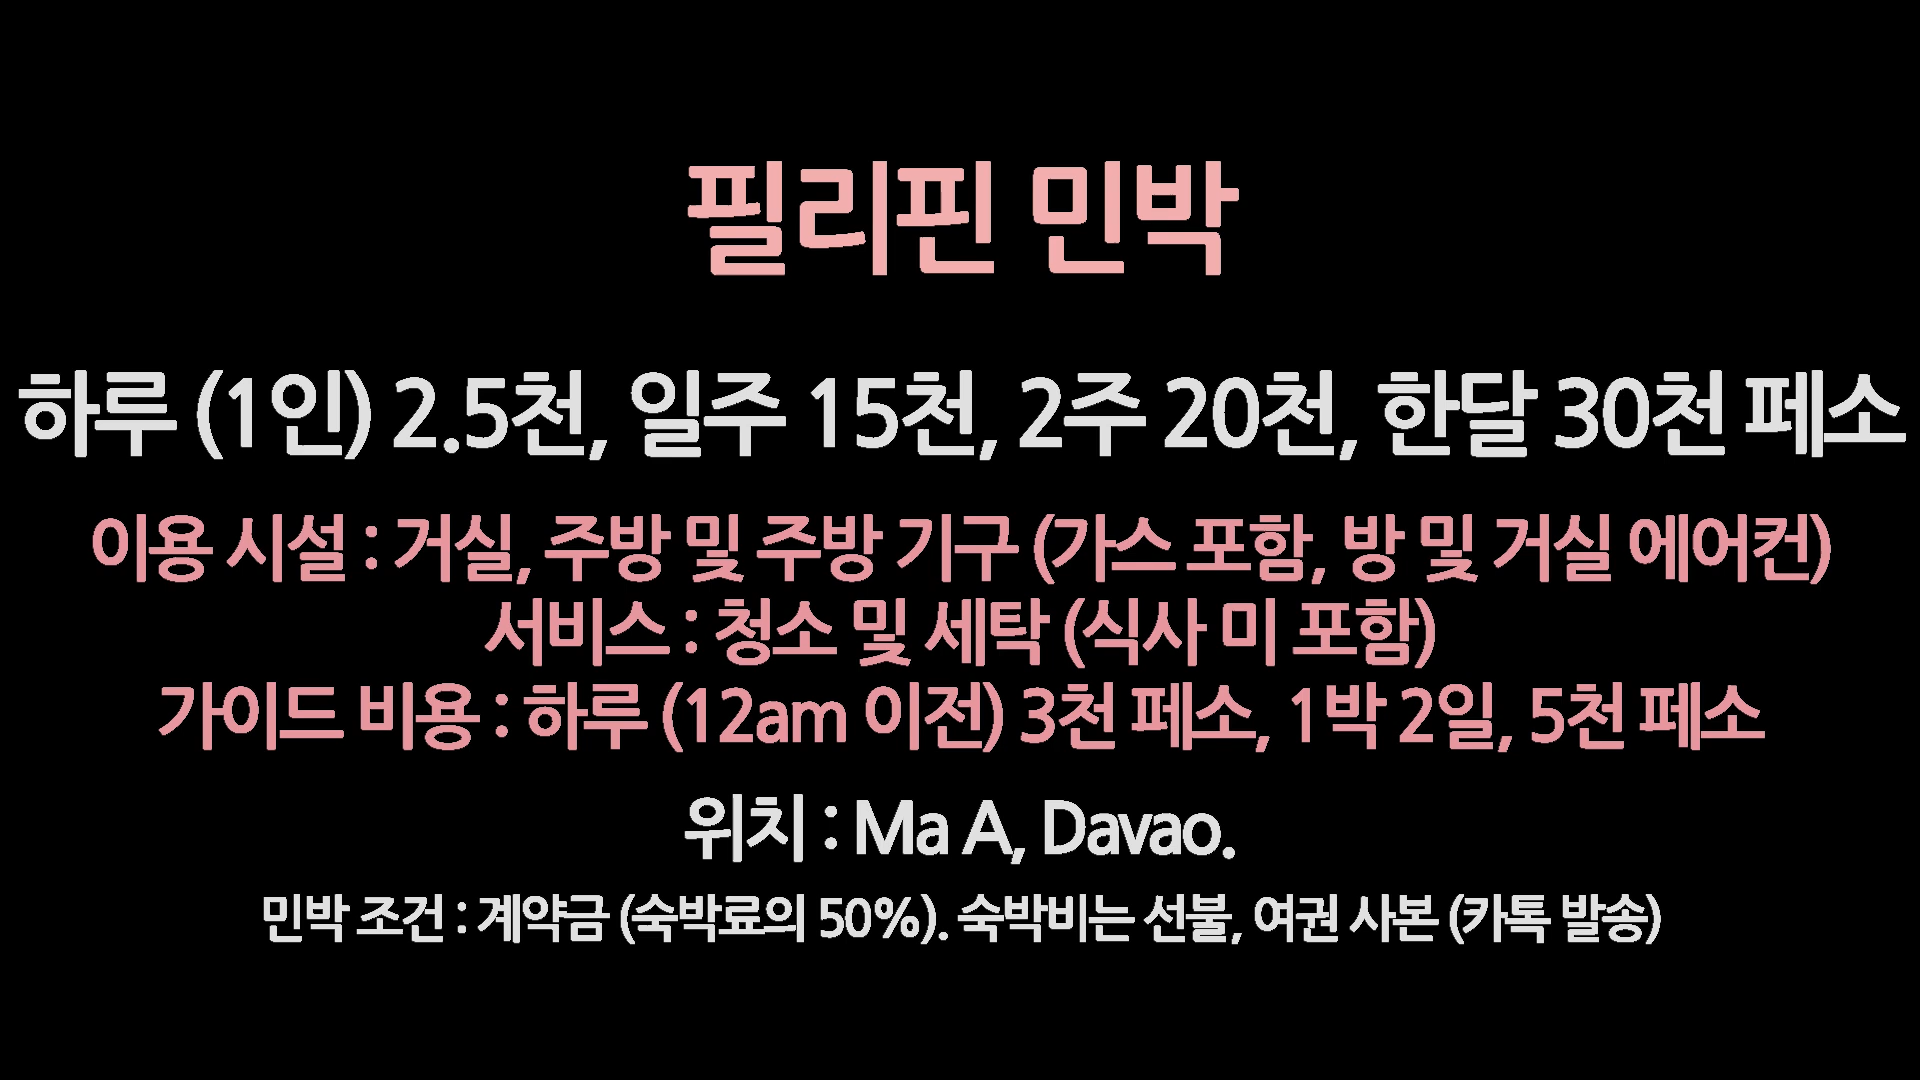 필리핀 민박
하루 (1인) 2.5천, 일주 15천, 2주 20천, 한달 30천 페소
이용 시설 : 거실, 주방 및 주방 기구 (가스 포함, 방 및 거실 에어컨)
서비스 : 청소 및 세탁 (식사 미 포함)
가이드 비용 : 하루 (12am 이전) 3천 페소, 1박 2일, 5천 페소
위치 : Ma A, Davao.
민박 조건 : 계약금 (숙박료의 50%). 숙박비는 선불, 여권 사본 (카톡 발송)